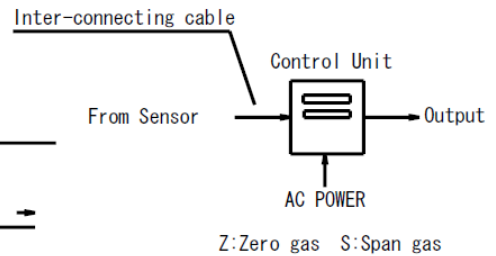 Inter-connecting cable
Control Unit
From Sensor
Output
AC POWER
Z:Zero gas S:Span gas